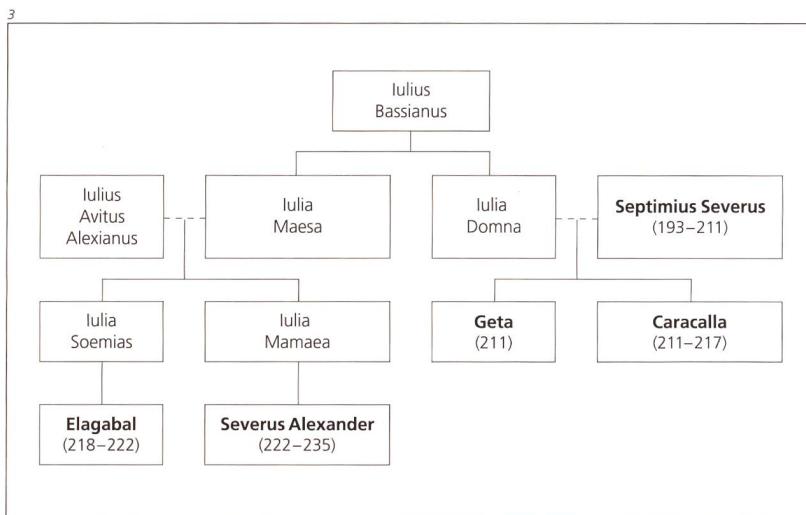 3
Iulius
Bassianus
Iulius
Avitus
Alexianus
Iulia
Maesa
Iulia
Domna
Septimius Severus
(193–211)
Iulia
Soemias
Iulia
Mamaea
Geta
(211)
Caracalla
(211–217)
Elagabal
(218–222)
Severus Alexander
(222–235)